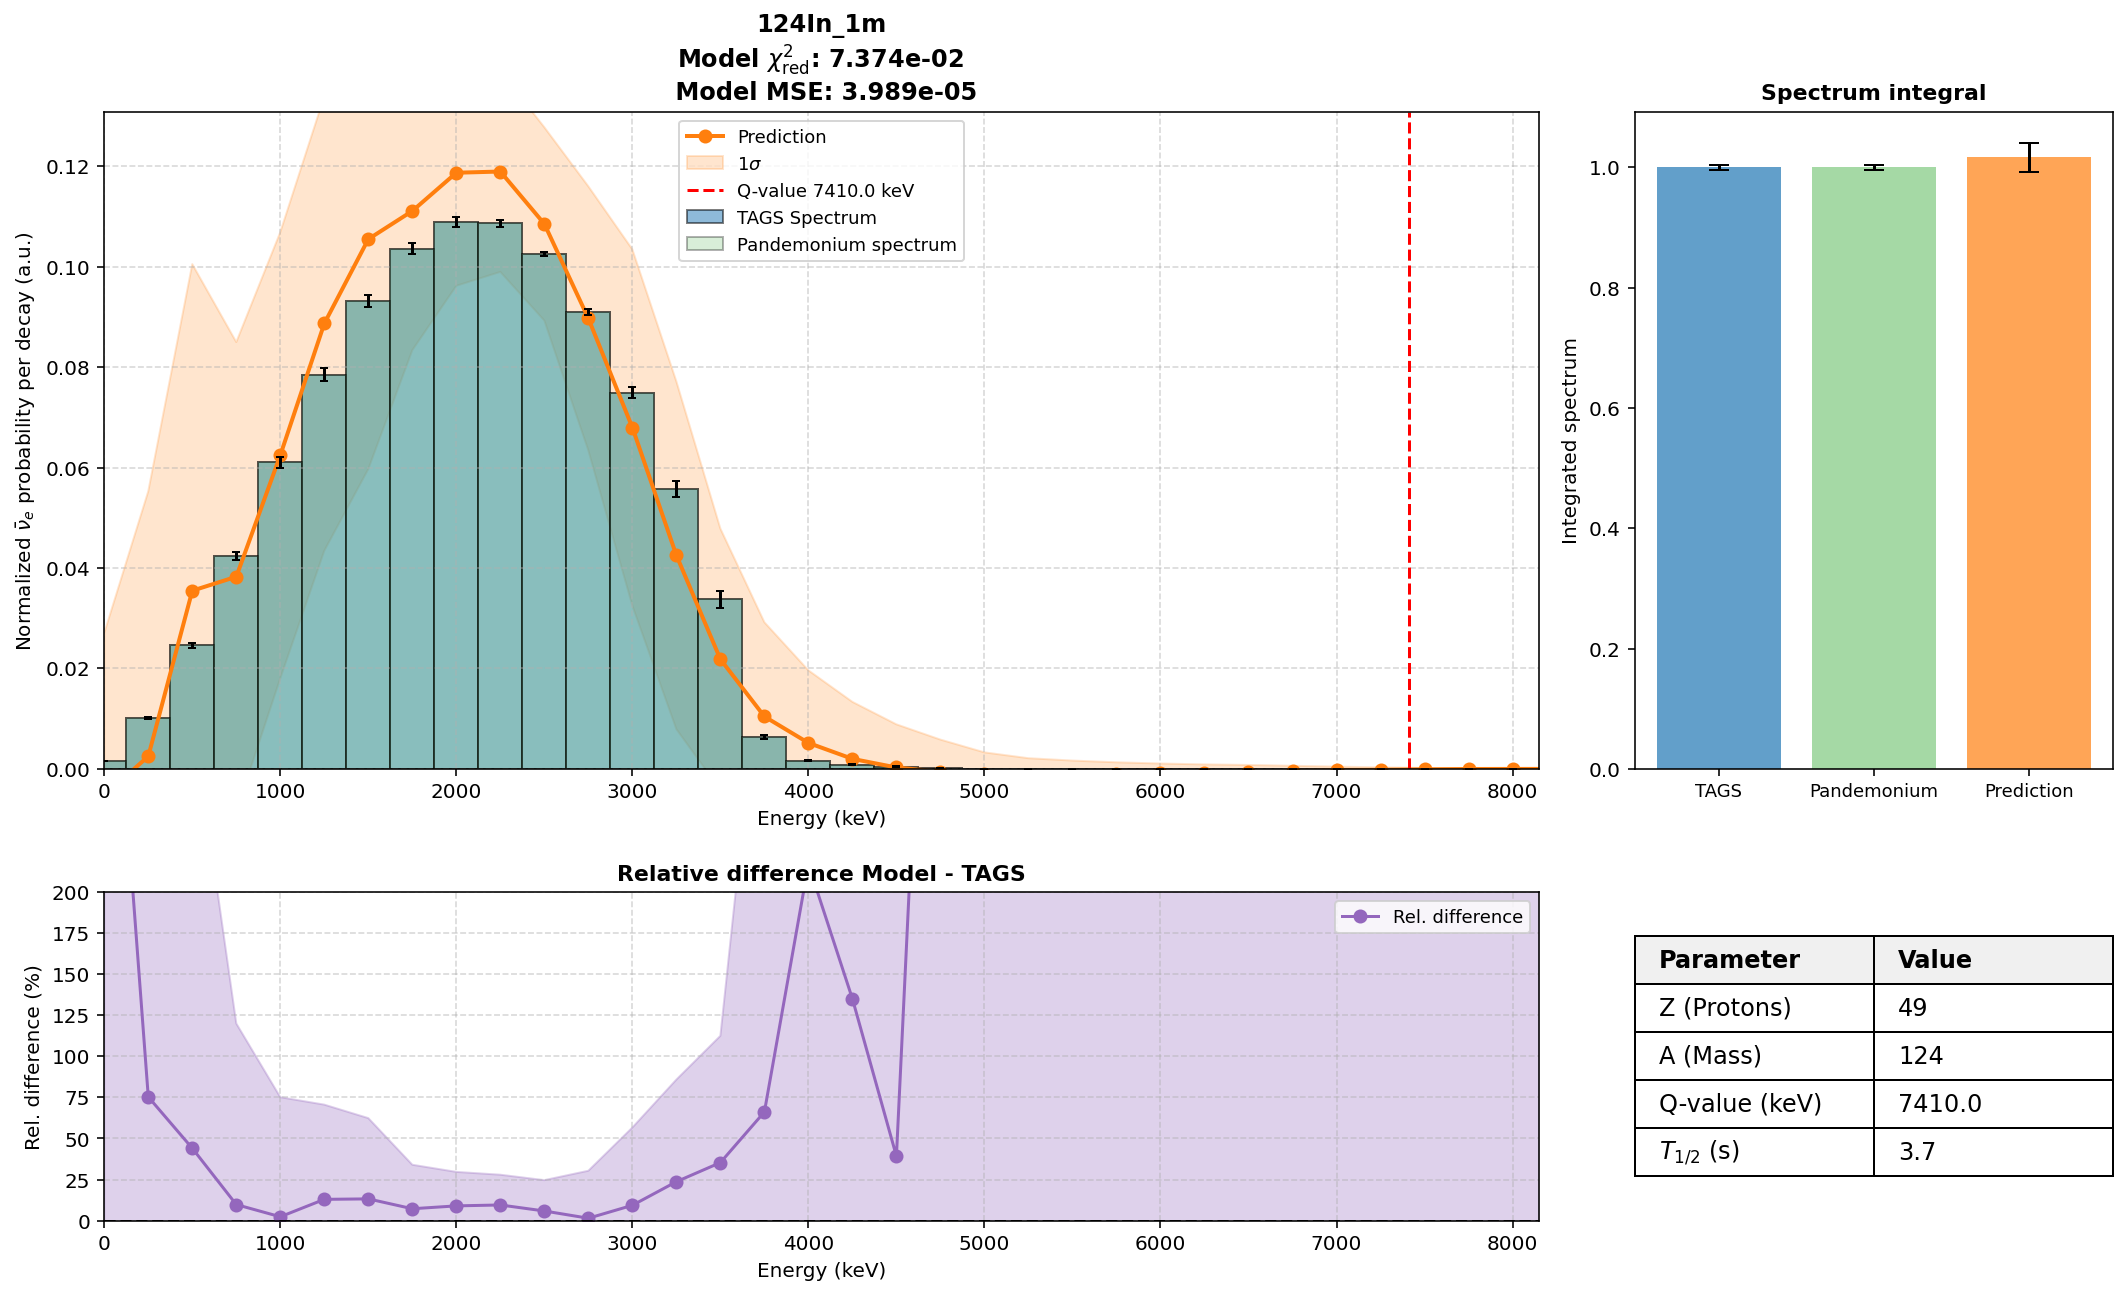 124In_1m
Model χ²red: 7.374e-02
Model MSE: 3.989e-05
Prediction
1σ
Q-value 7410.0 keV
TAGS Spectrum
Pandemonium spectrum
Normalized ν̄e probability per decay (a.u.)
0.12
0.10
0.08
0.06
0.04
0.02
0.00
0 1000 2000 3000 4000 5000 6000 7000 8000
Energy (keV)
Spectrum integral
Integrated spectrum
1.0
0.8
0.6
0.4
0.2
0.0
TAGS Pandemonium Prediction
Relative difference Model - TAGS
Rel. difference
Rel. difference (%)
200
175
150
125
100
75
50
25
0
0 1000 2000 3000 4000 5000 6000 7000 8000
Energy (keV)
Parameter Value
Z (Protons) 49
A (Mass) 124
Q-value (keV) 7410.0
T1/2 (s) 3.7